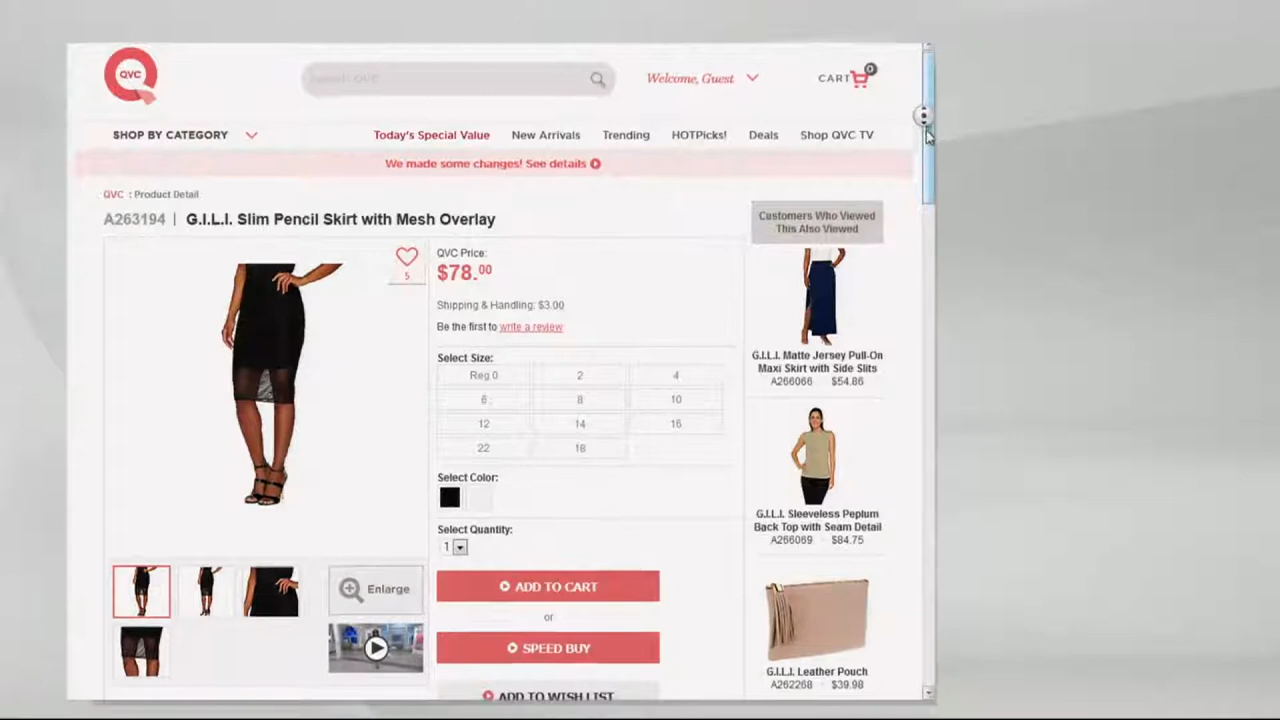 QVC
Search QVC
Welcome, Guest
CART
0
SHOP BY CATEGORY
Today's Special Value
New Arrivals
Trending
HOTPicks!
Deals
Shop QVC TV
We made some changes! See details
QVC : Product Detail
A263194 | G.I.L.I. Slim Pencil Skirt with Mesh Overlay
5
QVC Price:
$78.00
Shipping & Handling: $3.00
Be the first to write a review
Select Size:
Reg 0 2 4
6 8 10
12 14 16
22 18
Select Color:
Select Quantity:
1
ADD TO CART
or
SPEED BUY
ADD TO WISH LIST
Enlarge
Customers Who Viewed
This Also Viewed
G.I.L.I. Matte Jersey Pull-On
Maxi Skirt with Side Slits
A266066 · $54.86
G.I.L.I. Sleeveless Peplum
Back Top with Seam Detail
A266069 · $84.75
G.I.L.I. Leather Pouch
A262268 · $39.98